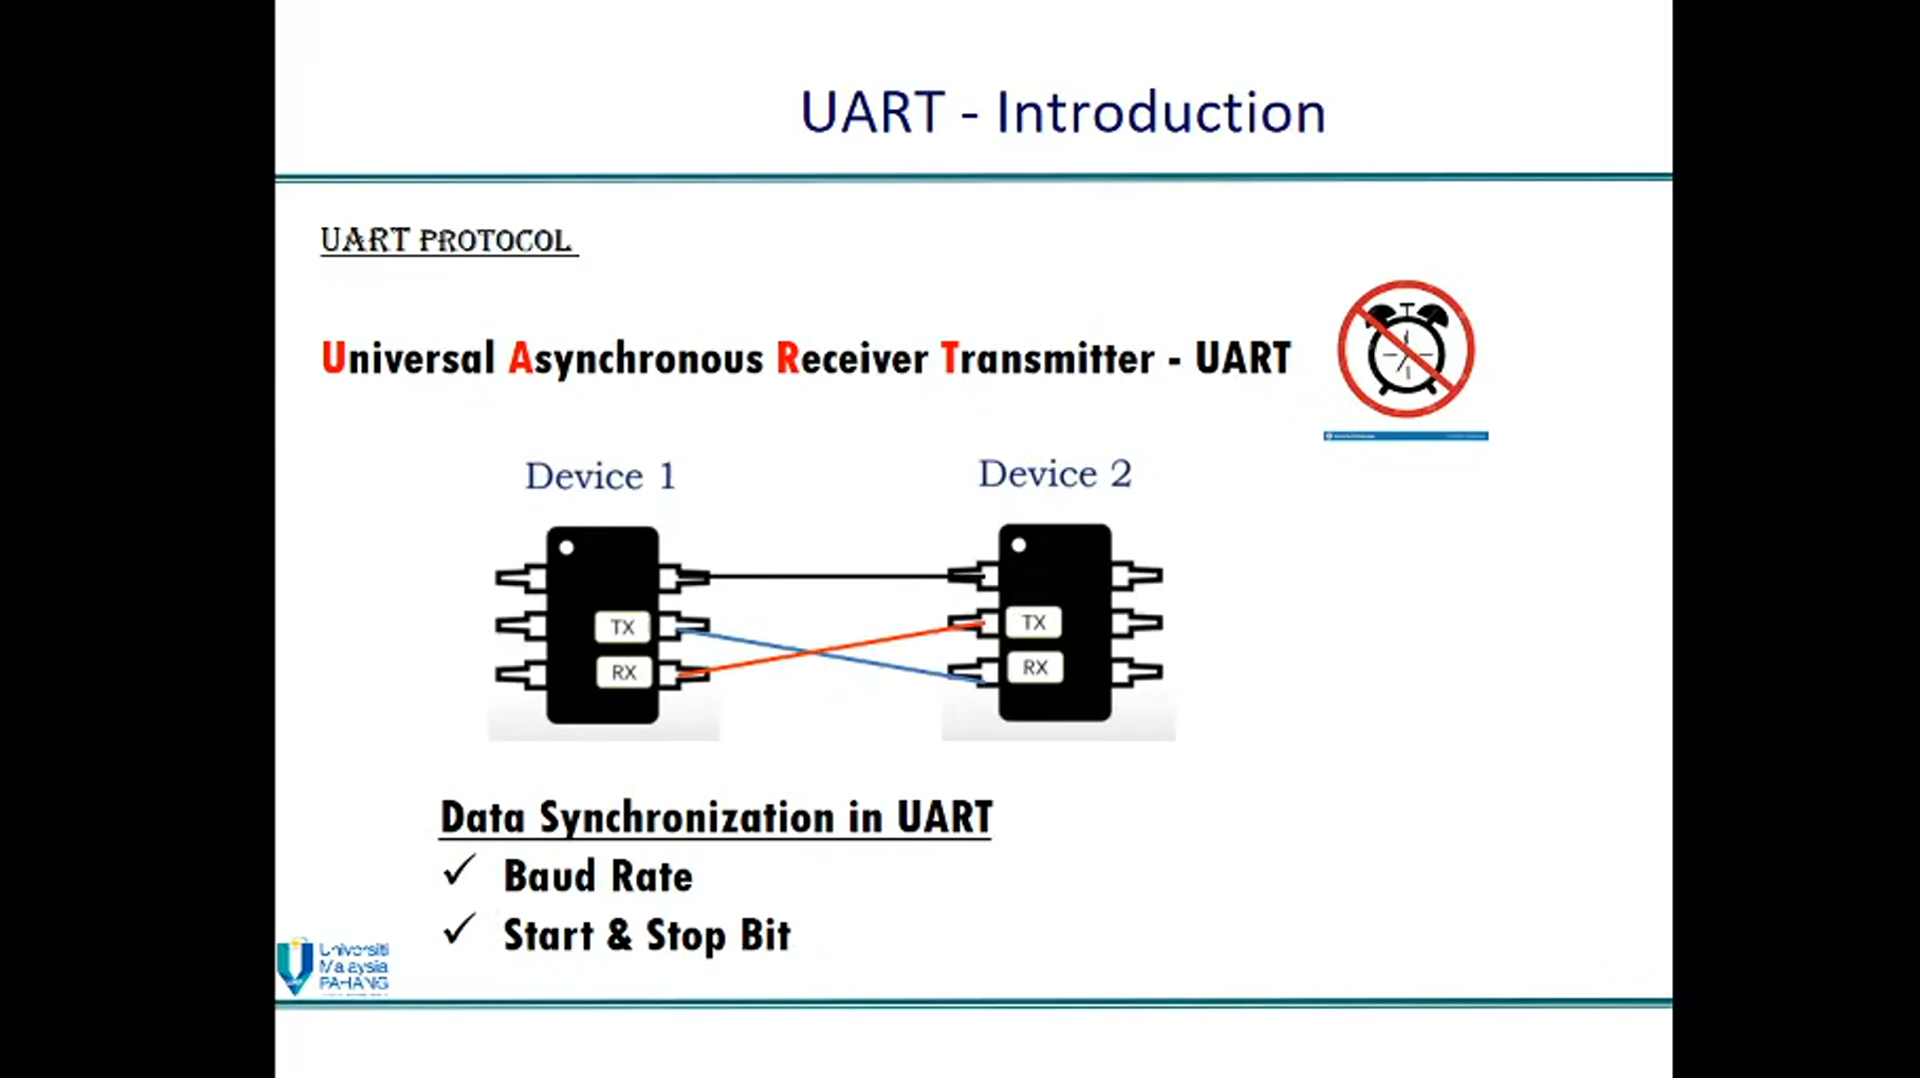 UART - Introduction
UART PROTOCOL
Universal Asynchronous Receiver Transmitter - UART
Device 1
Device 2
TX
TX
RX
RX
Data Synchronization in UART
✓ Baud Rate
✓ Start & Stop Bit
Universiti
Malaysia
PAHANG